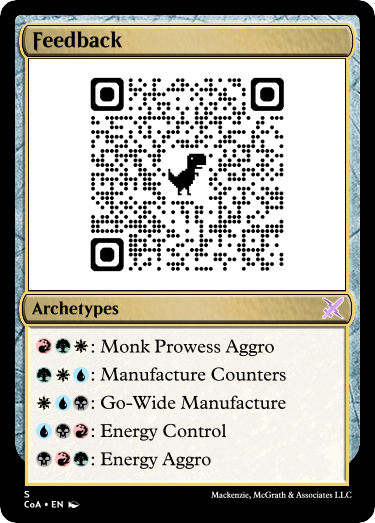 Feedback
Archetypes
: Monk Prowess Aggro
: Manufacture Counters
: Go-Wide Manufacture
: Energy Control
: Energy Aggro
S
CoA • EN
Mackenzie, McGrath & Associates LLC